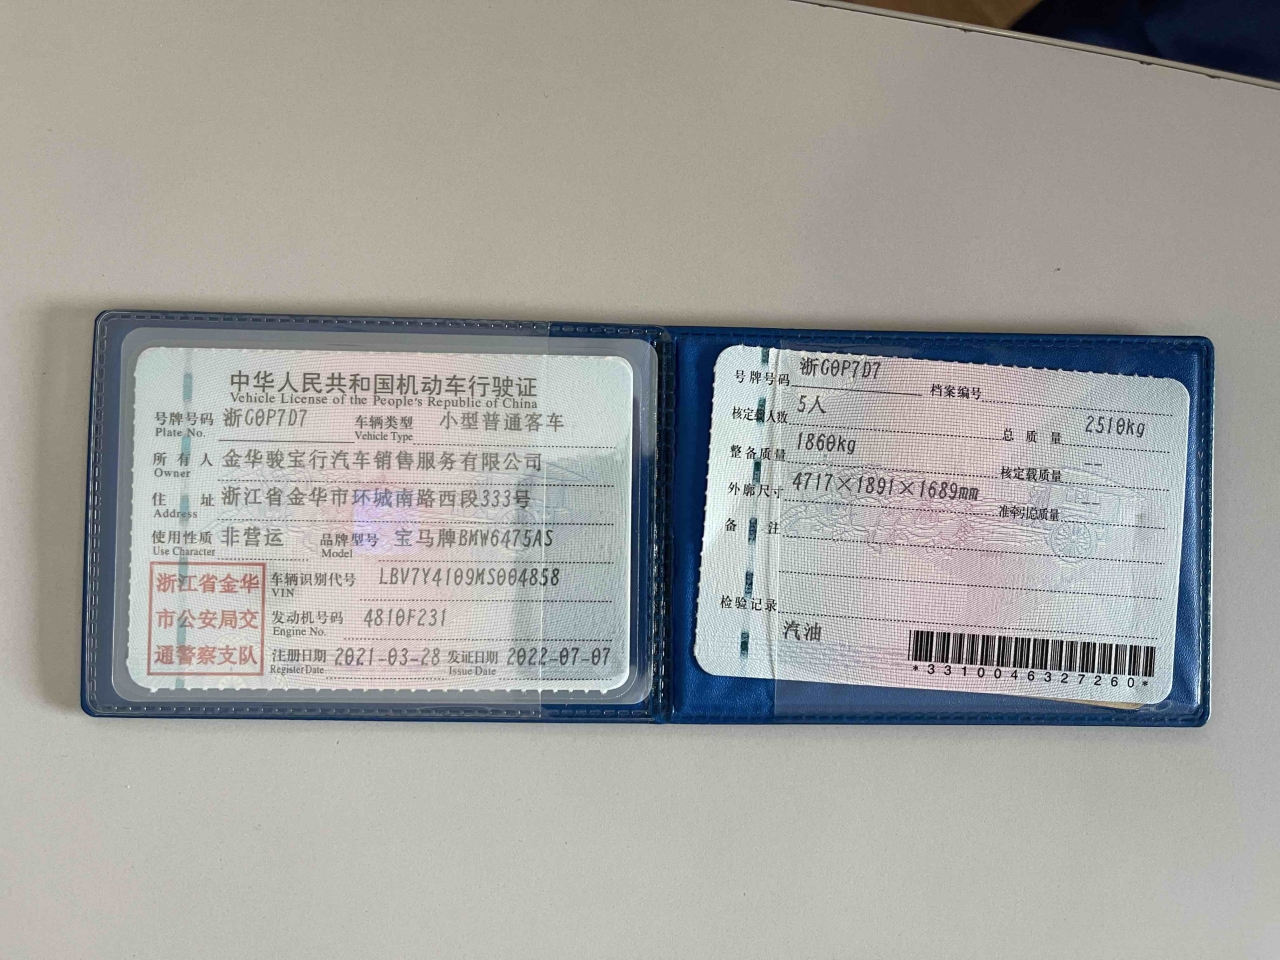 中华人民共和国机动车行驶证
Vehicle License of the People's Republic of China
号牌号码 浙G0P7D7 车辆类型 小型普通客车
Plate No. Vehicle Type
所有人 金华骏宝行汽车销售服务有限公司
Owner
住址 浙江省金华市环城南路西段333号
Address
使用性质 非营运 品牌型号 宝马牌BMW6475AS
Use Character Model
浙江省金华
市公安局交
通警察支队
车辆识别代号 LBV7Y4109MS004858
VIN
发动机号码 4810F231
Engine No.
注册日期 2021-03-28 发证日期 2022-07-07
Register Date Issue Date
号牌号码 浙G0P7D7 档案编号
核定载人数 5人 总质量 2510kg
整备质量 1860kg 核定载质量 --
外廓尺寸 4717×1891×1689mm 准牵引总质量 --
备注
检验记录
汽油
*3310046327260*